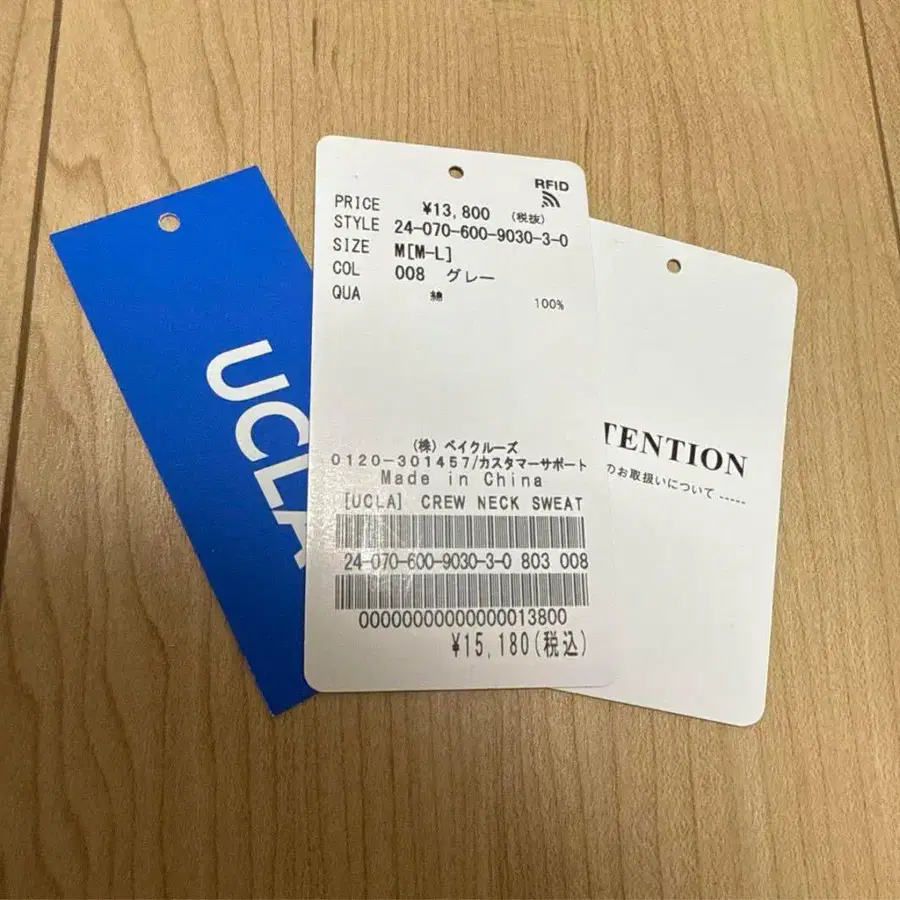 UCLA
RFID
PRICE ¥13,800 (税抜)
STYLE 24-070-600-9030-3-0
SIZE M[M-L]
COL 008 グレー
QUA 綿 100%
(株) ベイクルーズ
0120-301457/カスタマーサポート
Made in China
[UCLA] CREW NECK SWEAT
24-070-600-9030-3-0 803 008
00000000000000013800
¥15,180(税込)
TENTION
のお取扱いについて -----